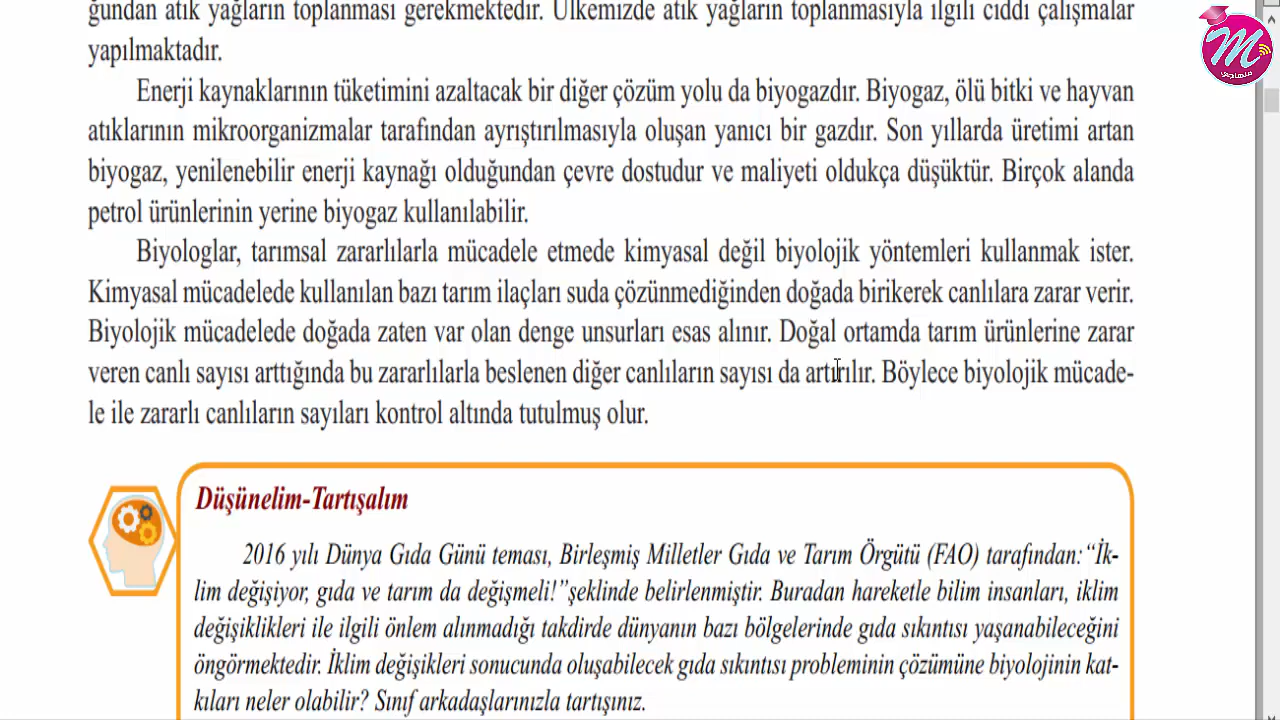 ğundan atık yağların toplanması gerekmektedir. Ülkemizde atık yağların toplanmasıyla ilgili ciddi çalışmalar
yapılmaktadır.
Enerji kaynaklarının tüketimini azaltacak bir diğer çözüm yolu da biyogazdır. Biyogaz, ölü bitki ve hayvan
atıklarının mikroorganizmalar tarafından ayrıştırılmasıyla oluşan yanıcı bir gazdır. Son yıllarda üretimi artan
biyogaz, yenilenebilir enerji kaynağı olduğundan çevre dostudur ve maliyeti oldukça düşüktür. Birçok alanda
petrol ürünlerinin yerine biyogaz kullanılabilir.
Biyologlar, tarımsal zararlılarla mücadele etmede kimyasal değil biyolojik yöntemleri kullanmak ister.
Kimyasal mücadelede kullanılan bazı tarım ilaçları suda çözünmediğinden doğada birikerek canlılara zarar verir.
Biyolojik mücadelede doğada zaten var olan denge unsurları esas alınır. Doğal ortamda tarım ürünlerine zarar
veren canlı sayısı arttığında bu zararlılarla beslenen diğer canlıların sayısı da artırılır. Böylece biyolojik mücade-
le ile zararlı canlıların sayıları kontrol altında tutulmuş olur.
Düşünelim-Tartışalım
2016 yılı Dünya Gıda Günü teması, Birleşmiş Milletler Gıda ve Tarım Örgütü (FAO) tarafından:“İk-
lim değişiyor, gıda ve tarım da değişmeli!”şeklinde belirlenmiştir. Buradan hareketle bilim insanları, iklim
değişiklikleri ile ilgili önlem alınmadığı takdirde dünyanın bazı bölgelerinde gıda sıkıntısı yaşanabileceğini
öngörmektedir. İklim değişikleri sonucunda oluşabilecek gıda sıkıntısı probleminin çözümüne biyolojinin kat-
kıları neler olabilir? Sınıf arkadaşlarınızla tartışınız.
M
منهاجي